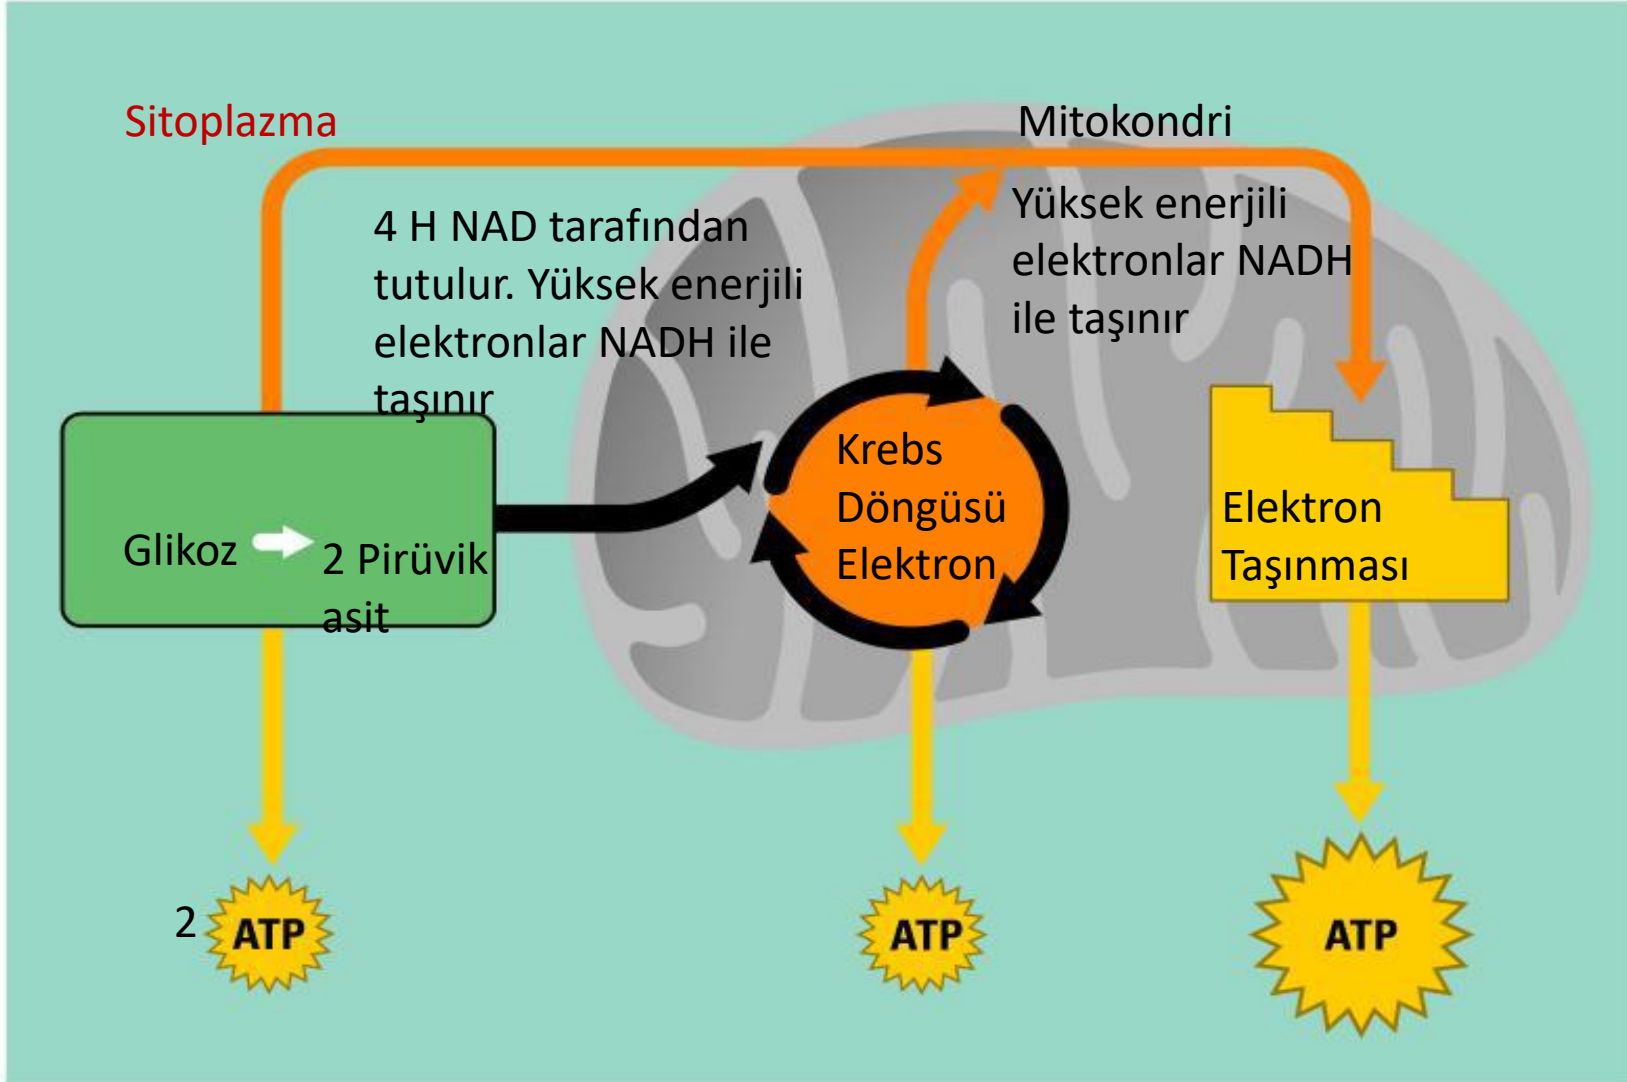 Sitoplazma
Mitokondri
4 H NAD tarafından
tutulur. Yüksek enerjili
elektronlar NADH ile
taşınır
Yüksek enerjili
elektronlar NADH
ile taşınır
Glikoz
2 Pirüvik
asit
Krebs
Döngüsü
Elektron
Elektron
Taşınması
2 ATP
ATP
ATP